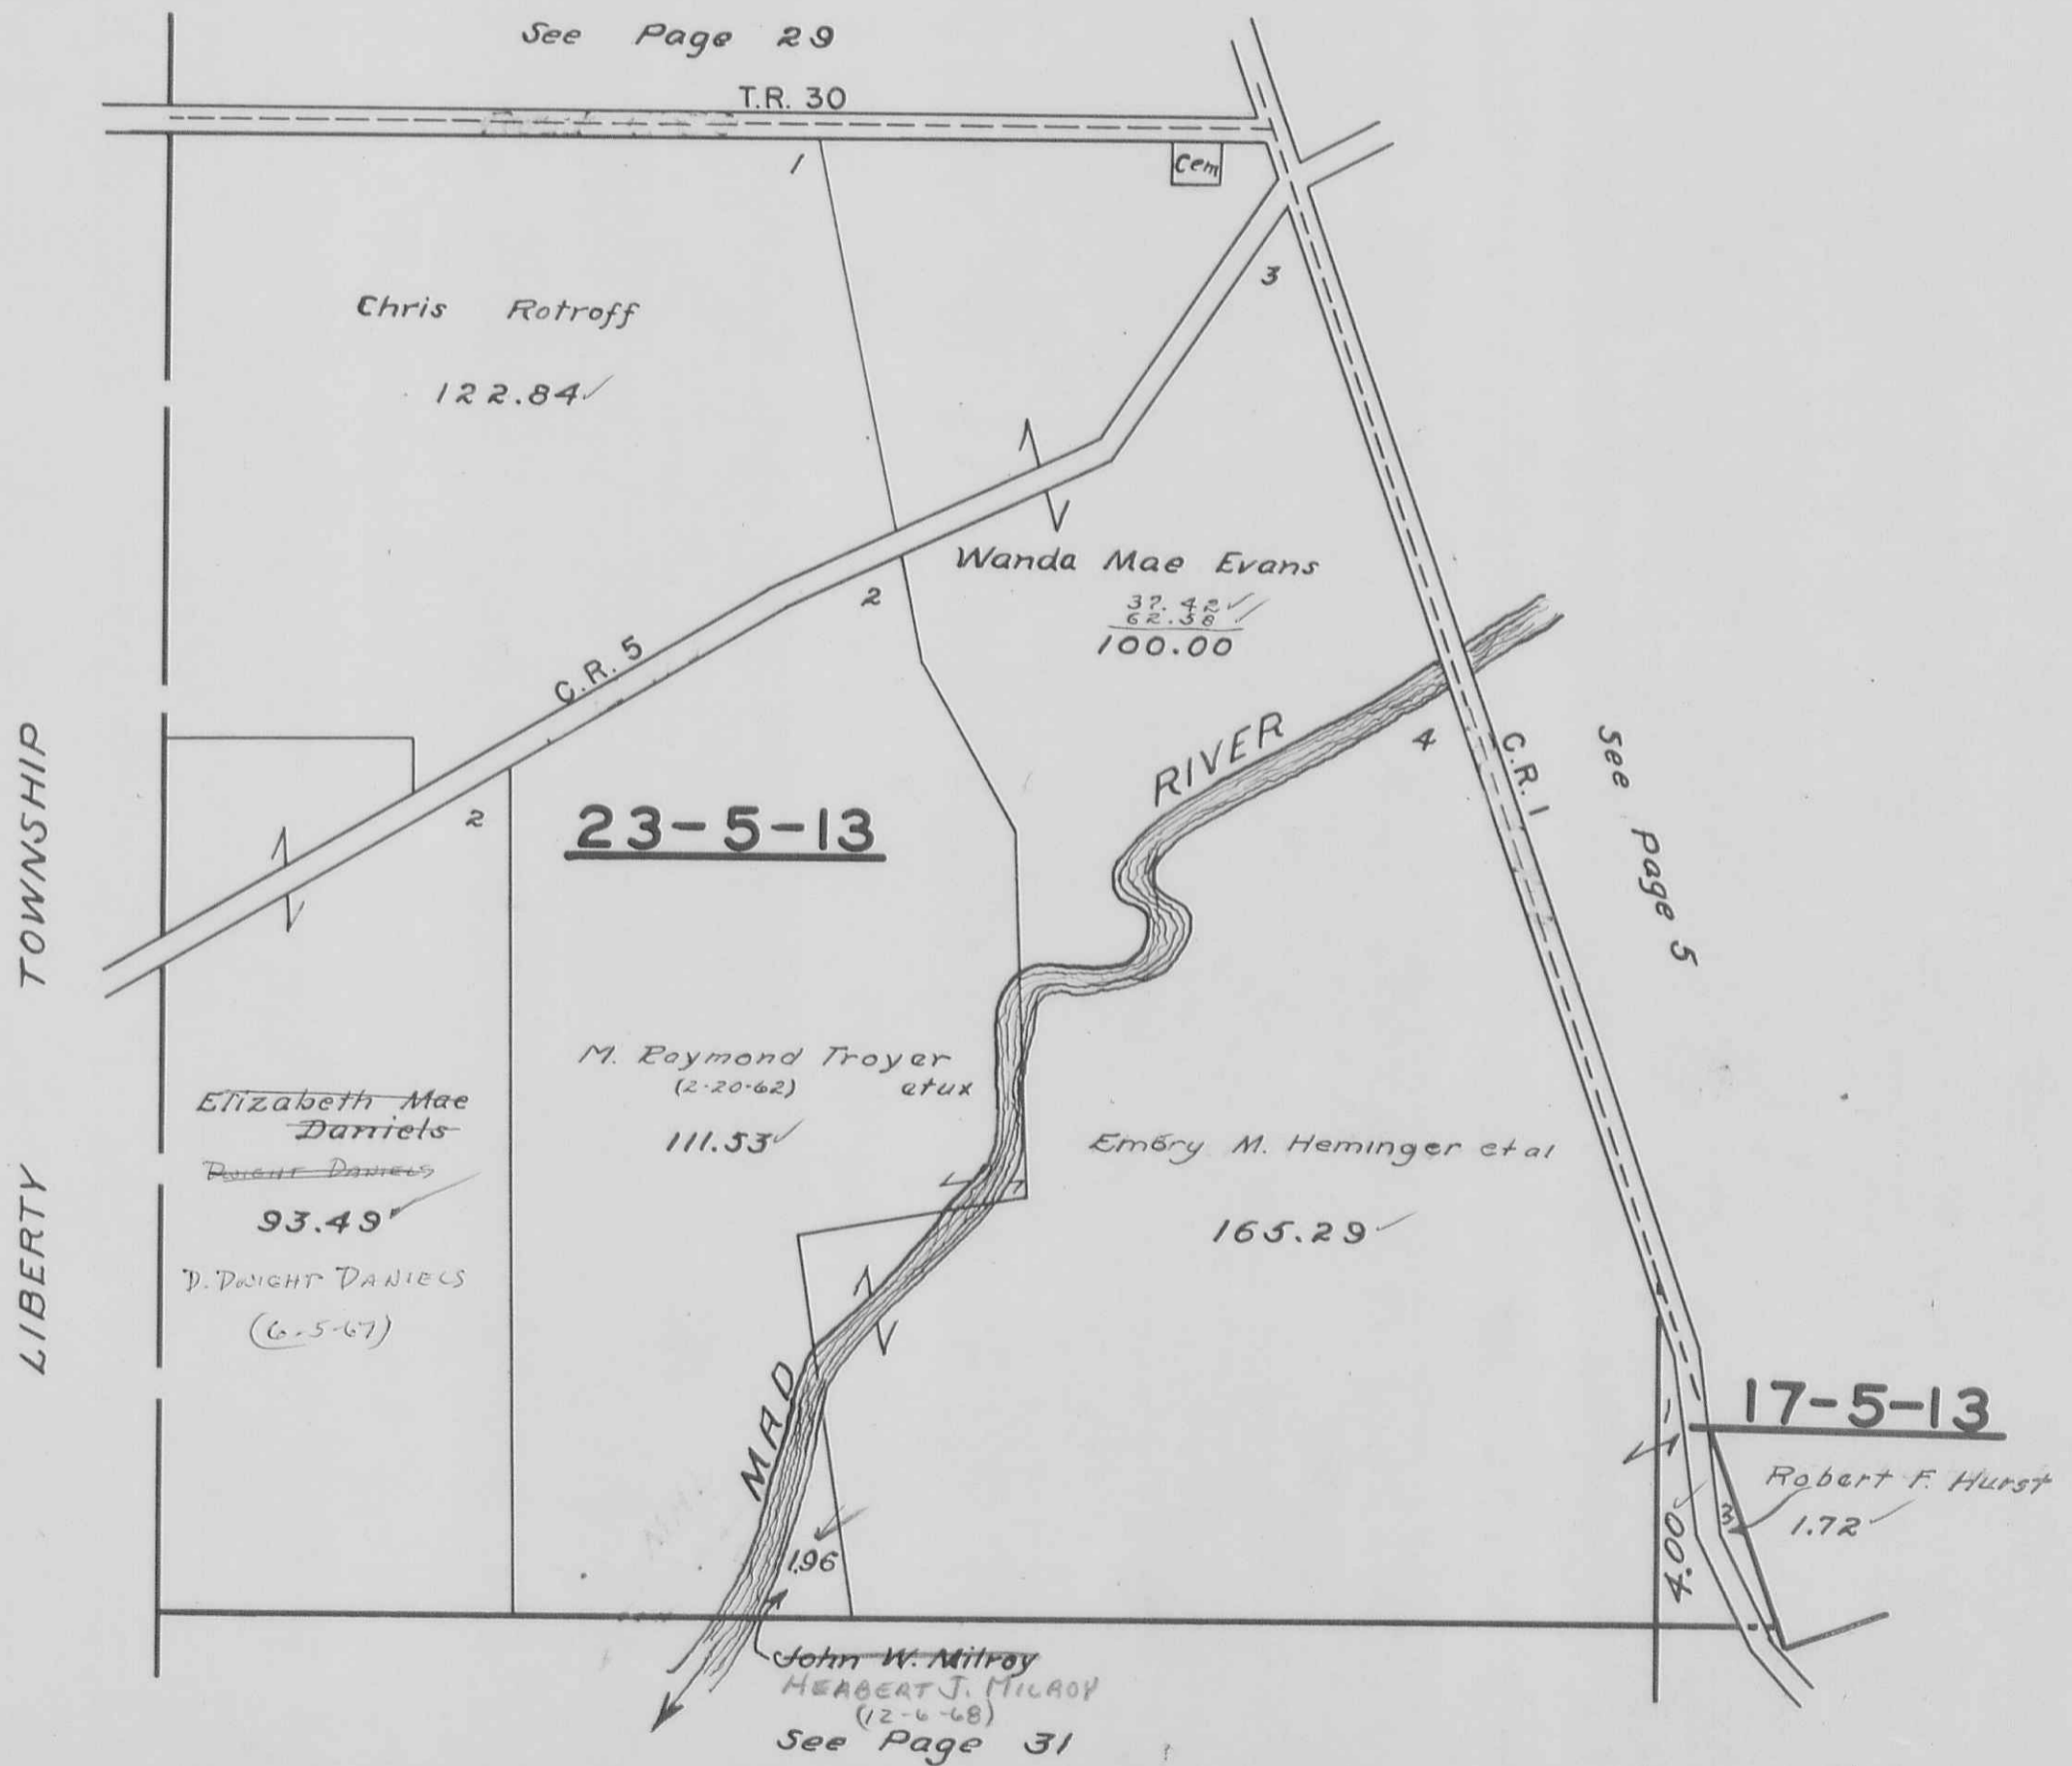 See Page 29
T.R. 30
1
Cem
3
Chris Rotroff
122.84✓
Wanda Mae Evans
37.42✓
62.58✓
100.00
2
C.R. 5
RIVER
4
C.R. 1
See page 5
2
23-5-13
TOWNSHIP
LIBERTY
M. Raymond Troyer
(2-20-62) etux
111.53✓
Elizabeth Mae
Daniels
Dwight Daniels
93.49✓
D. DWIGHT DANIELS
(6-5-67)
Embry M. Heminger et al
165.29✓
MAD
17-5-13
Robert F. Hurst
1.72✓
3
4.00✓
1.96
John W. Milroy
HERBERT J. MILROY
(12-6-68)
See Page 31